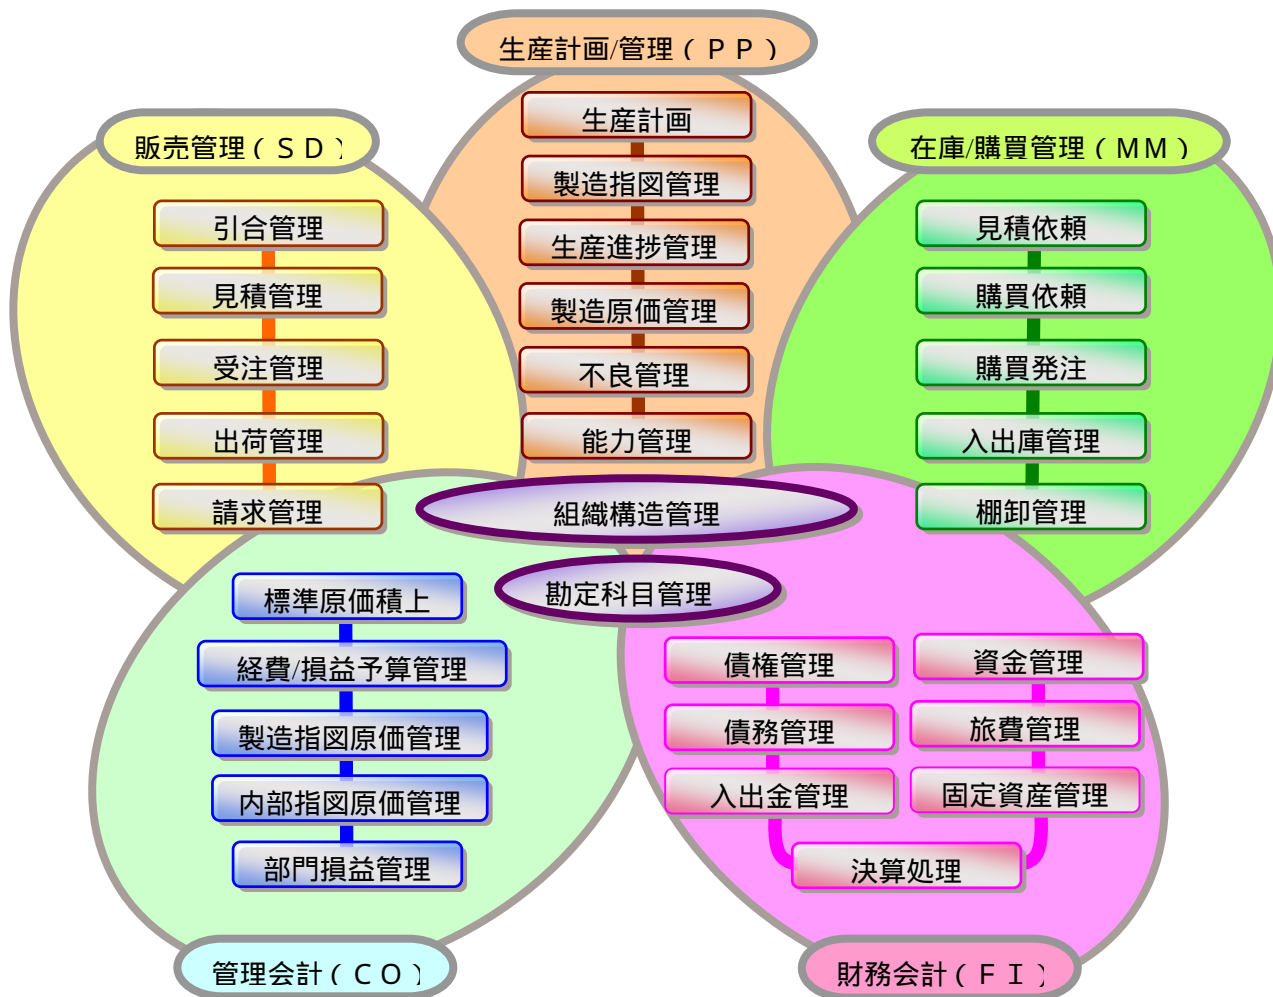 生産計画/管理（ＰＰ）
生産計画
製造指図管理
生産進捗管理
製造原価管理
不良管理
能力管理
販売管理（ＳＤ）
引合管理
見積管理
受注管理
出荷管理
請求管理
在庫/購買管理（ＭＭ）
見積依頼
購買依頼
購買発注
入出庫管理
棚卸管理
組織構造管理
勘定科目管理
標準原価積上
経費/損益予算管理
製造指図原価管理
内部指図原価管理
部門損益管理
管理会計（ＣＯ）
債権管理
債務管理
入出金管理
資金管理
旅費管理
固定資産管理
決算処理
財務会計（ＦＩ）